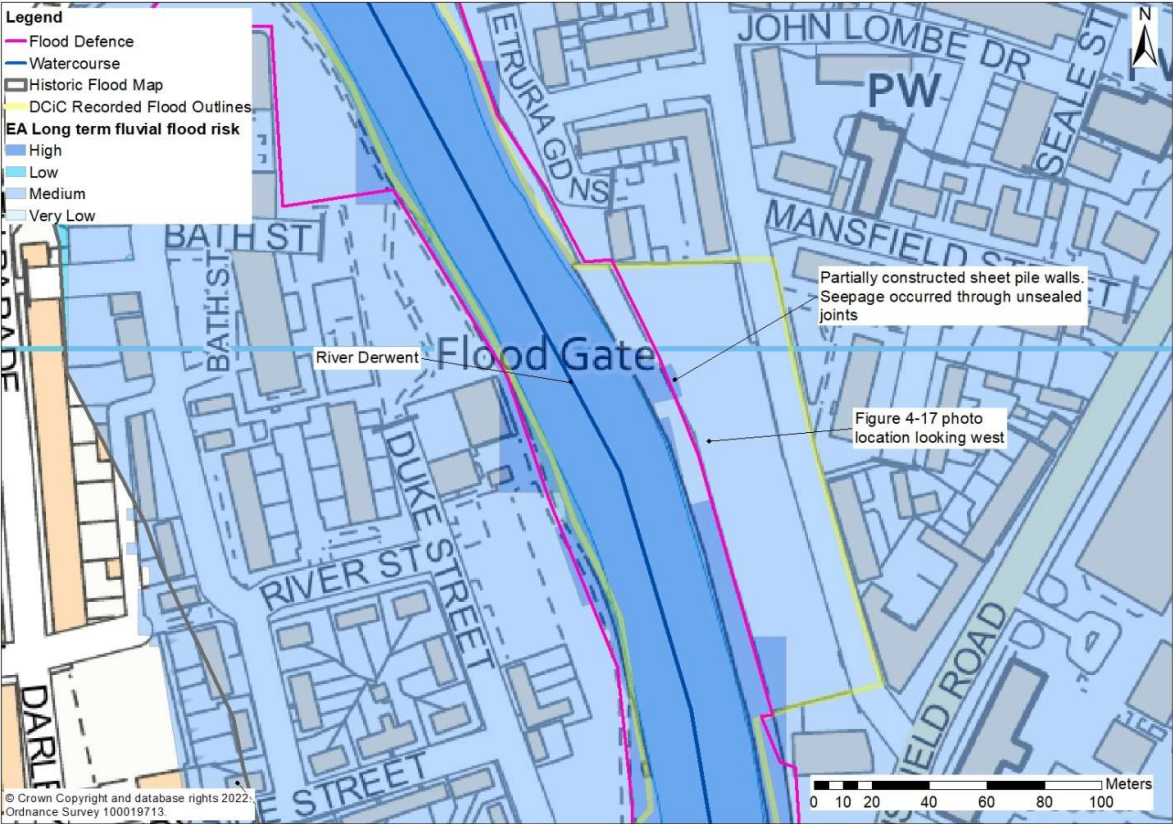 Legend
Flood Defence
Watercourse
Historic Flood Map
DCiC Recorded Flood Outlines
EA Long term fluvial flood risk
High
Low
Medium
Very Low
N
JOHN LOMBE DR
SEALE ST
PW
ETRURIA GDNS
MANSFIELD STREET
BATH ST
BATH ST
PARADE
Partially constructed sheet pile walls.
Seepage occurred through unsealed
joints
River Derwent
Flood Gate
Figure 4-17 photo
location looking west
DUKE STREET
RIVER ST
IELD ROAD
DARLE
E STREET
© Crown Copyright and database rights 2022.
Ordnance Survey 100019713.
Meters
0 10 20 40 60 80 100